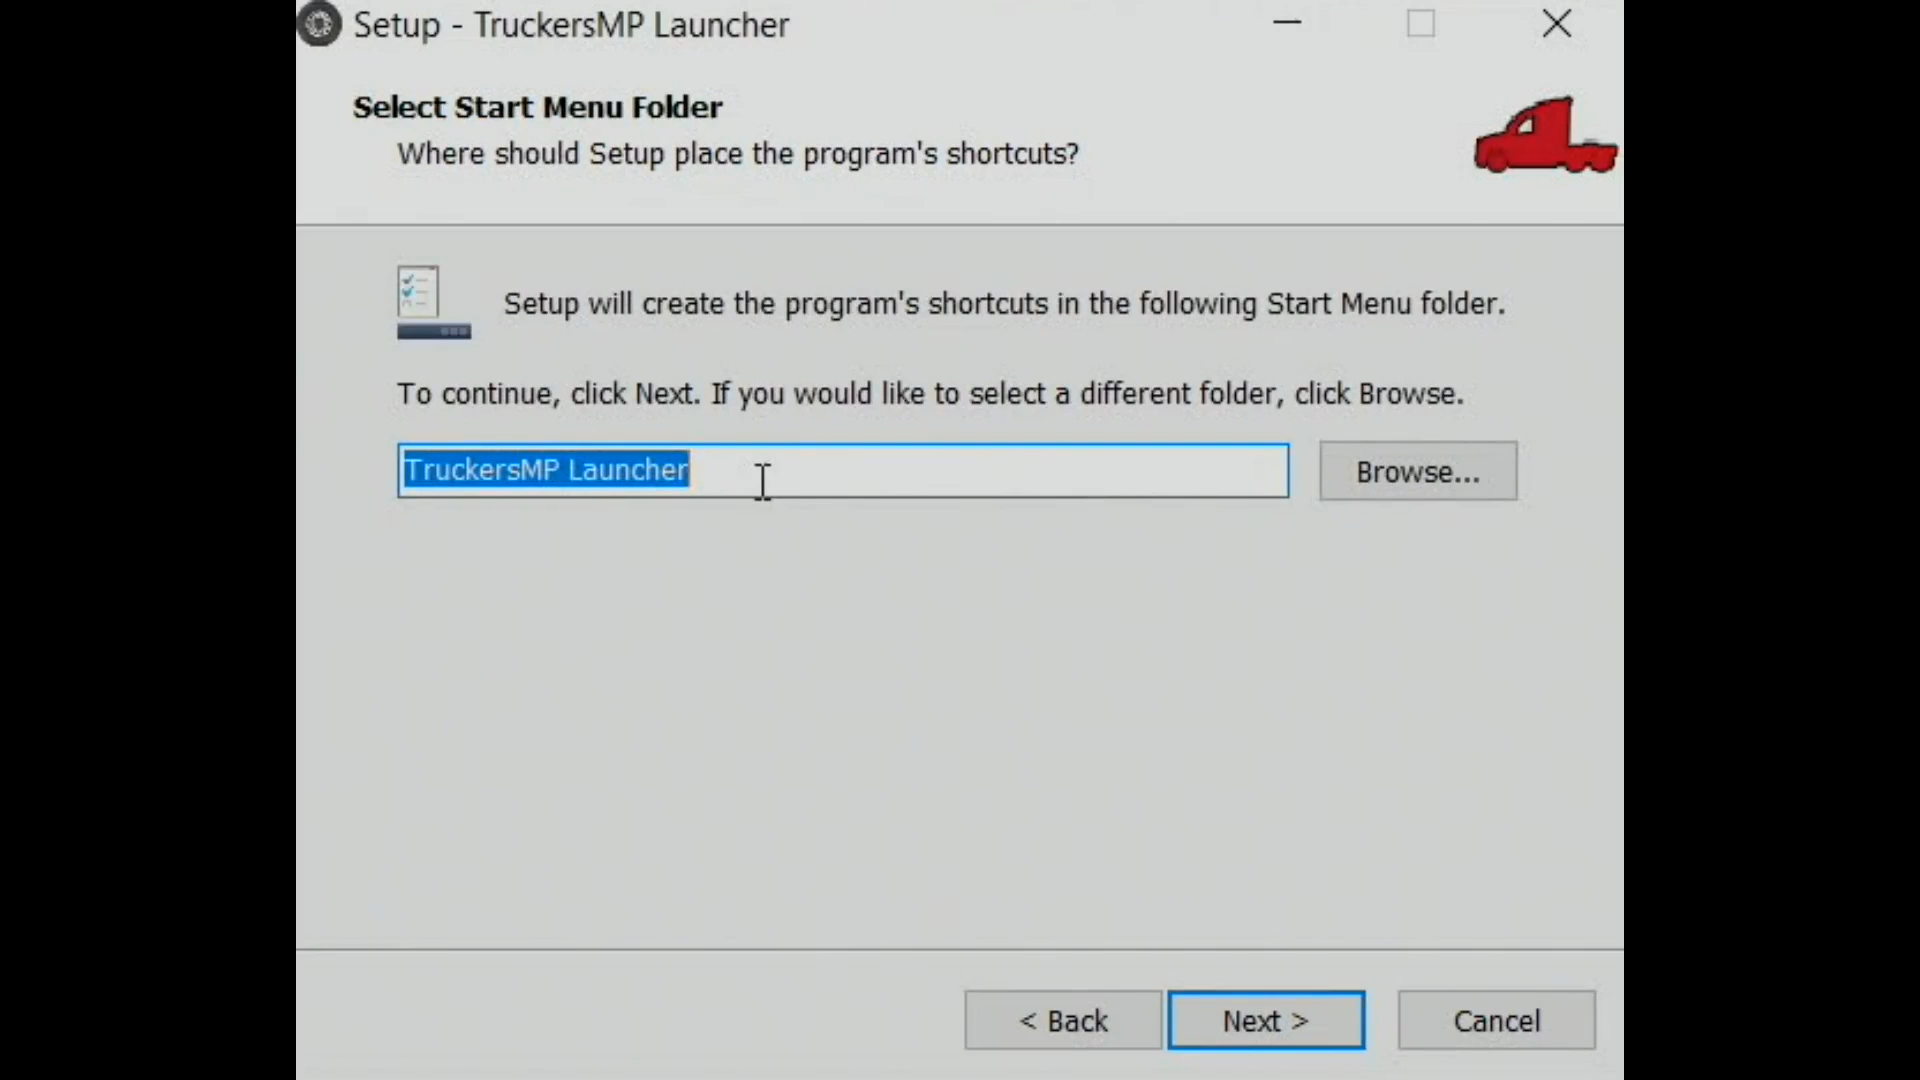 Setup - TruckersMP Launcher
Select Start Menu Folder
Where should Setup place the program's shortcuts?
Setup will create the program's shortcuts in the following Start Menu folder.
To continue, click Next. If you would like to select a different folder, click Browse.
TruckersMP Launcher
Browse...
< Back
Next >
Cancel